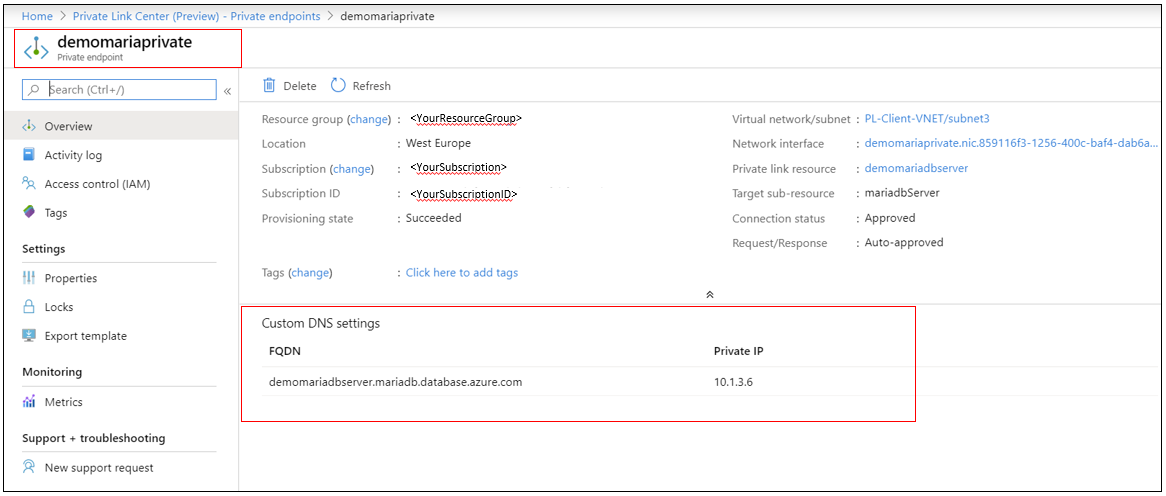 Home > Private Link Center (Preview) - Private endpoints > demomariaprivate
demomariaprivate
Private endpoint
Search (Ctrl+/)
«
Overview
Activity log
Access control (IAM)
Tags
Settings
Properties
Locks
Export template
Monitoring
Metrics
Support + troubleshooting
New support request
Delete Refresh
Resource group (change) : <YourResourceGroup>
Location : West Europe
Subscription (change) : <YourSubscription>
Subscription ID : <YourSubscriptionID>
Provisioning state : Succeeded
Tags (change) : Click here to add tags
Virtual network/subnet : PL-Client-VNET/subnet3
Network interface : demomariaprivate.nic.859116f3-1256-400c-baf4-dab6a...
Private link resource : demomariadbserver
Target sub-resource : mariadbServer
Connection status : Approved
Request/Response : Auto-approved
Custom DNS settings
FQDN Private IP
demomariadbserver.mariadb.database.azure.com 10.1.3.6